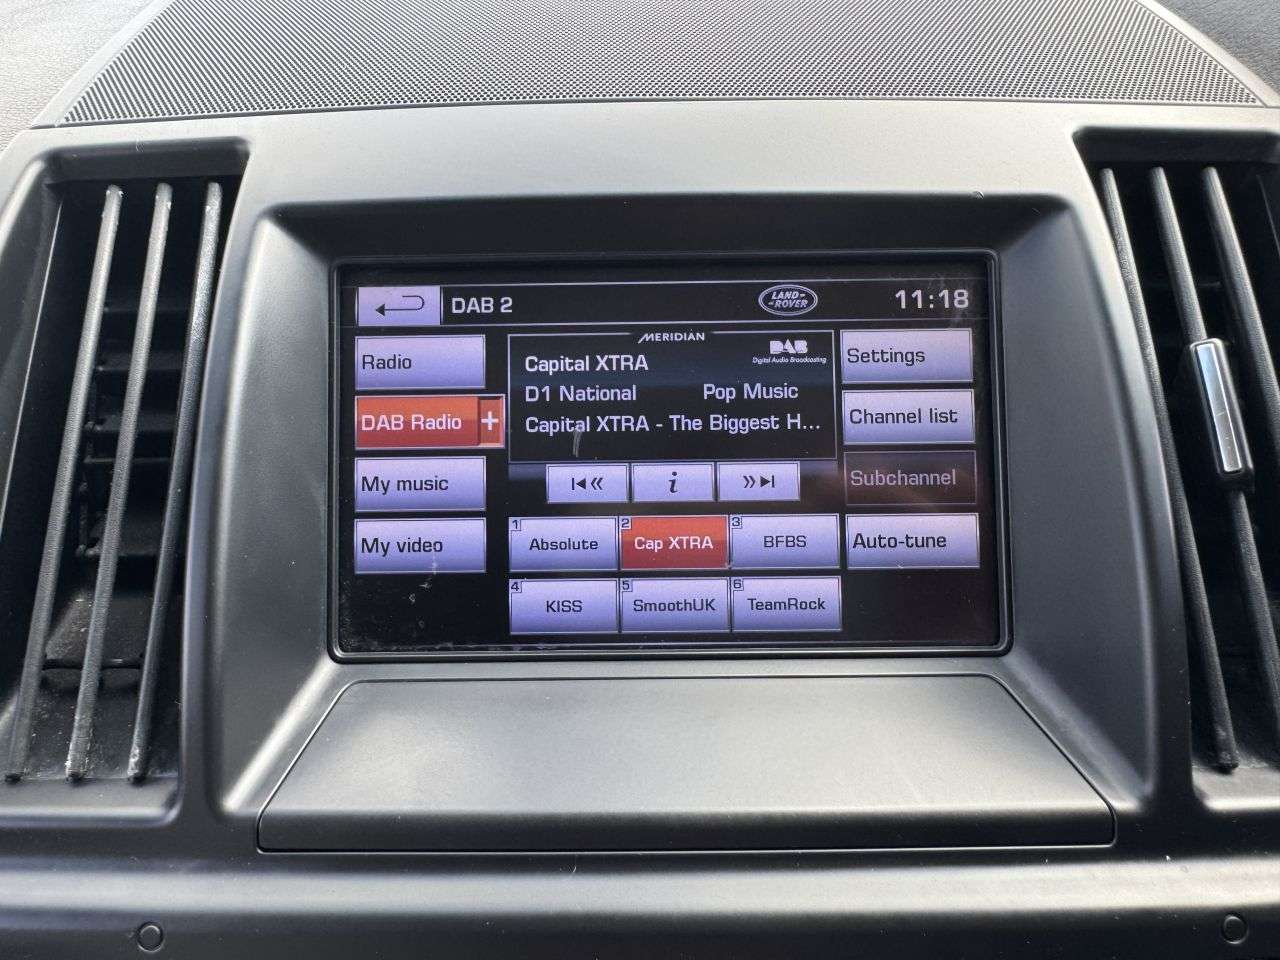 DAB 2
LAND-
-ROVER
11:18
Radio
DAB Radio +
My music
My video
MERIDIAN
Capital XTRA
DAB
Digital Audio Broadcasting
D1 National Pop Music
Capital XTRA - The Biggest H...
i
1 Absolute
2 Cap XTRA
3 BFBS
4 KISS
5 SmoothUK
6 TeamRock
Settings
Channel list
Subchannel
Auto-tune